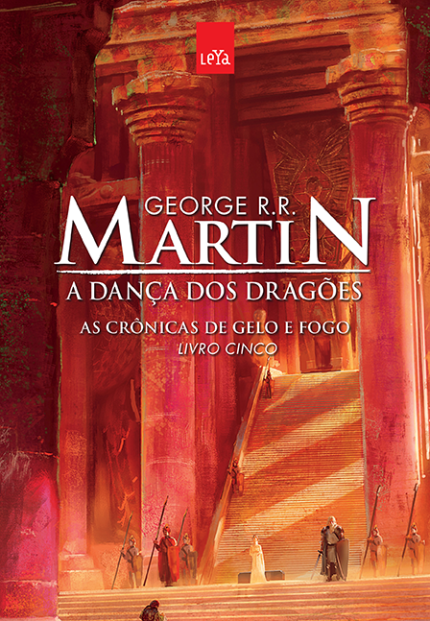 LeYa
GEORGE R.R.
MARTIN
A DANÇA DOS DRAGÕES
AS CRÔNICAS DE GELO E FOGO
LIVRO CINCO